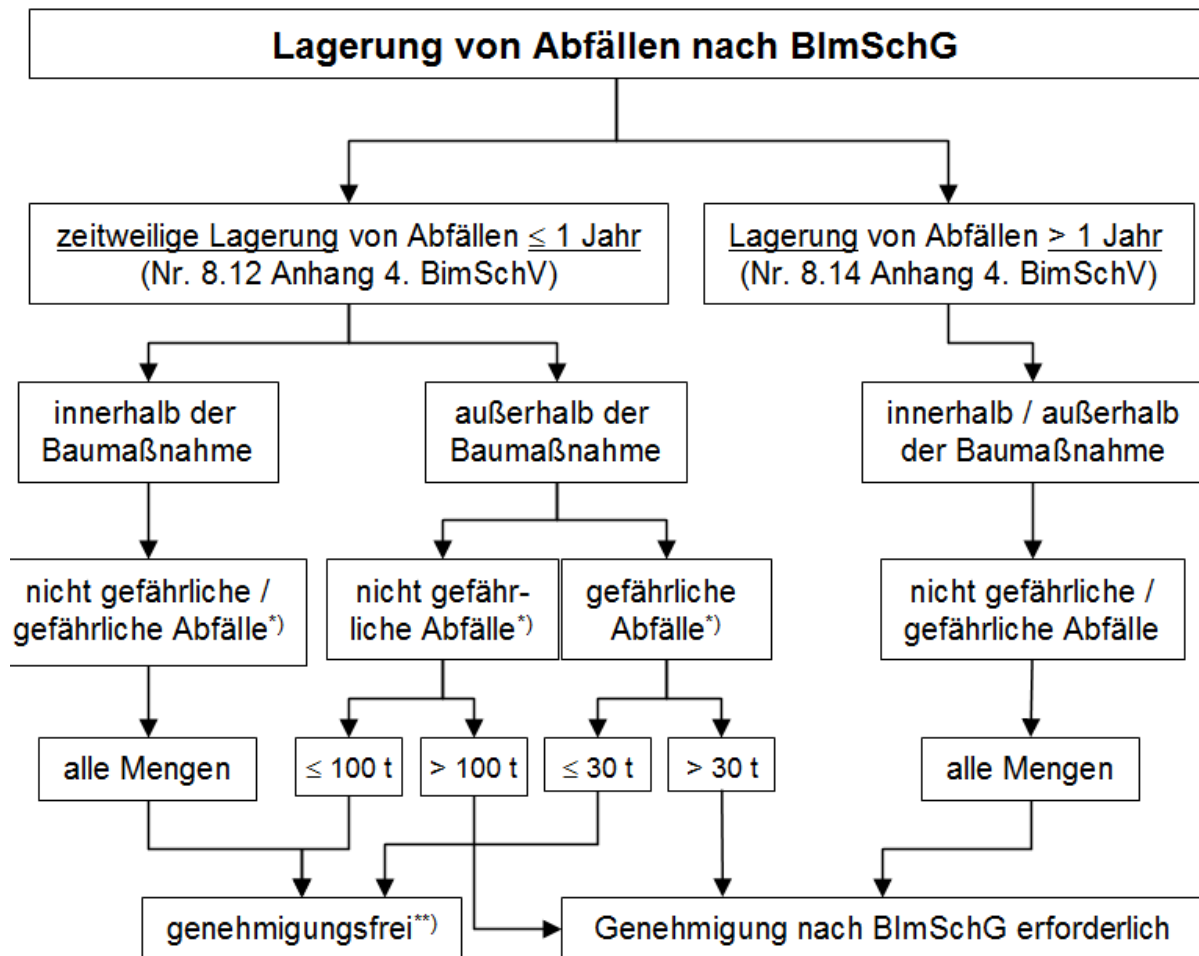 Lagerung von Abfällen nach BImSchG
zeitweilige Lagerung von Abfällen ≤ 1 Jahr
(Nr. 8.12 Anhang 4. BimSchV)
Lagerung von Abfällen > 1 Jahr
(Nr. 8.14 Anhang 4. BimSchV)
innerhalb der
Baumaßnahme
außerhalb der
Baumaßnahme
innerhalb / außerhalb
der Baumaßnahme
nicht gefährliche /
gefährliche Abfälle*)
nicht gefähr-
liche Abfälle*)
gefährliche
Abfälle*)
nicht gefährliche /
gefährliche Abfälle
alle Mengen
≤ 100 t
> 100 t
≤ 30 t
> 30 t
alle Mengen
genehmigungsfrei**)
Genehmigung nach BImSchG erforderlich